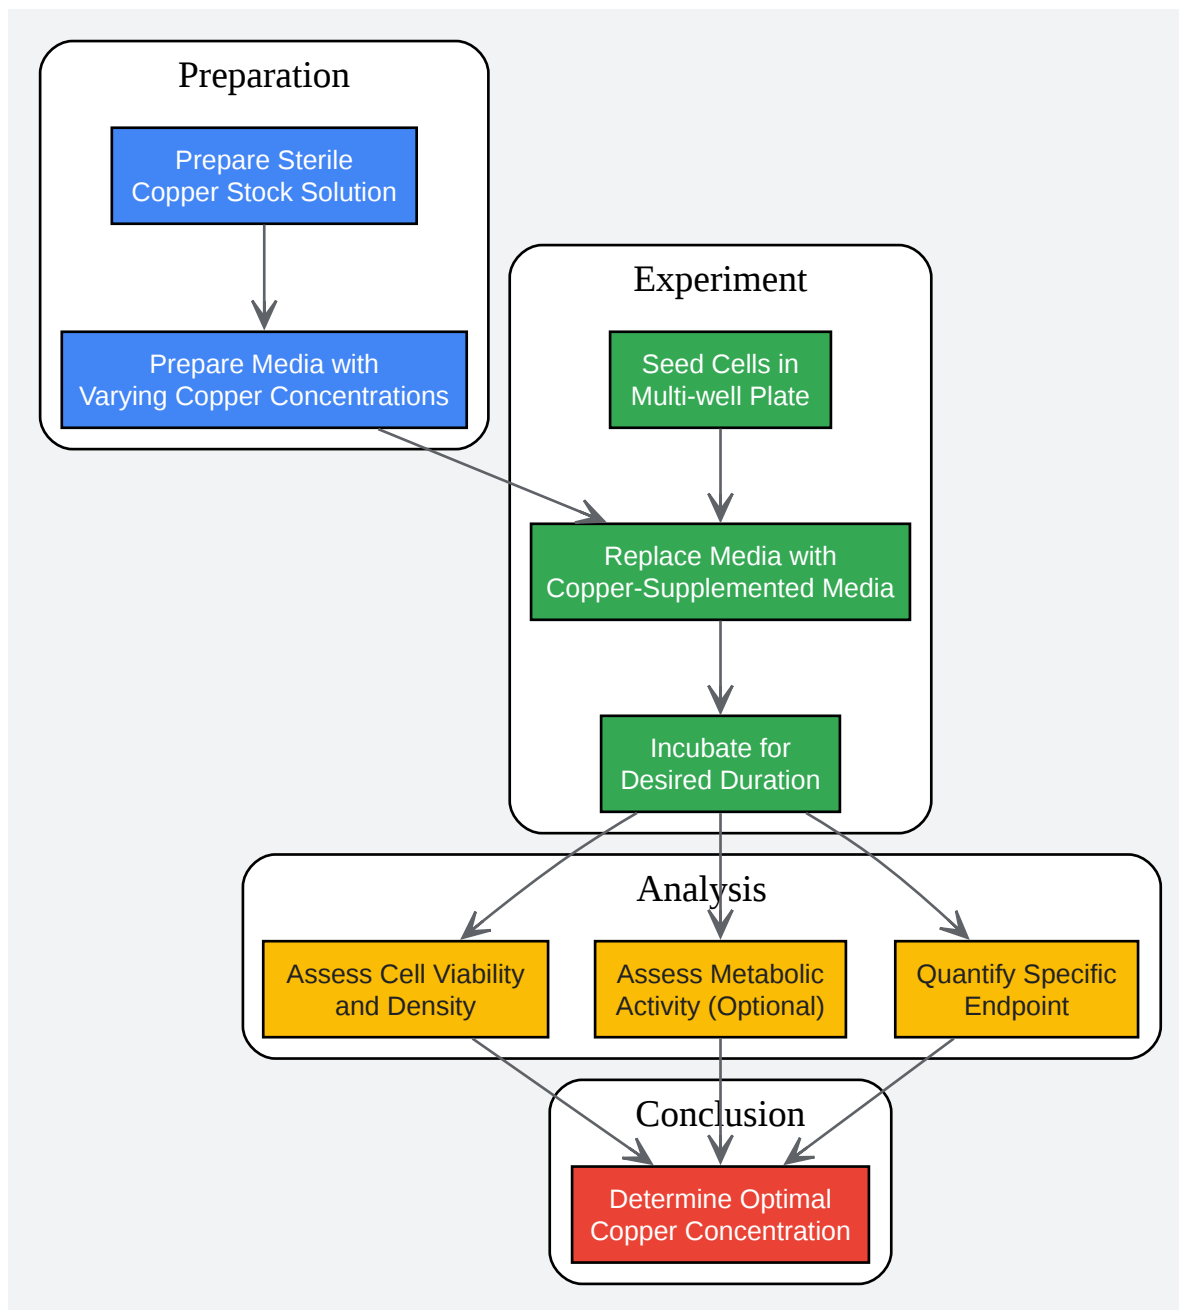 Preparation
Prepare Sterile
Copper Stock Solution
Prepare Media with
Varying Copper Concentrations
Experiment
Seed Cells in
Multi-well Plate
Replace Media with
Copper-Supplemented Media
Incubate for
Desired Duration
Analysis
Assess Cell Viability
and Density
Assess Metabolic
Activity (Optional)
Quantify Specific
Endpoint
Conclusion
Determine Optimal
Copper Concentration